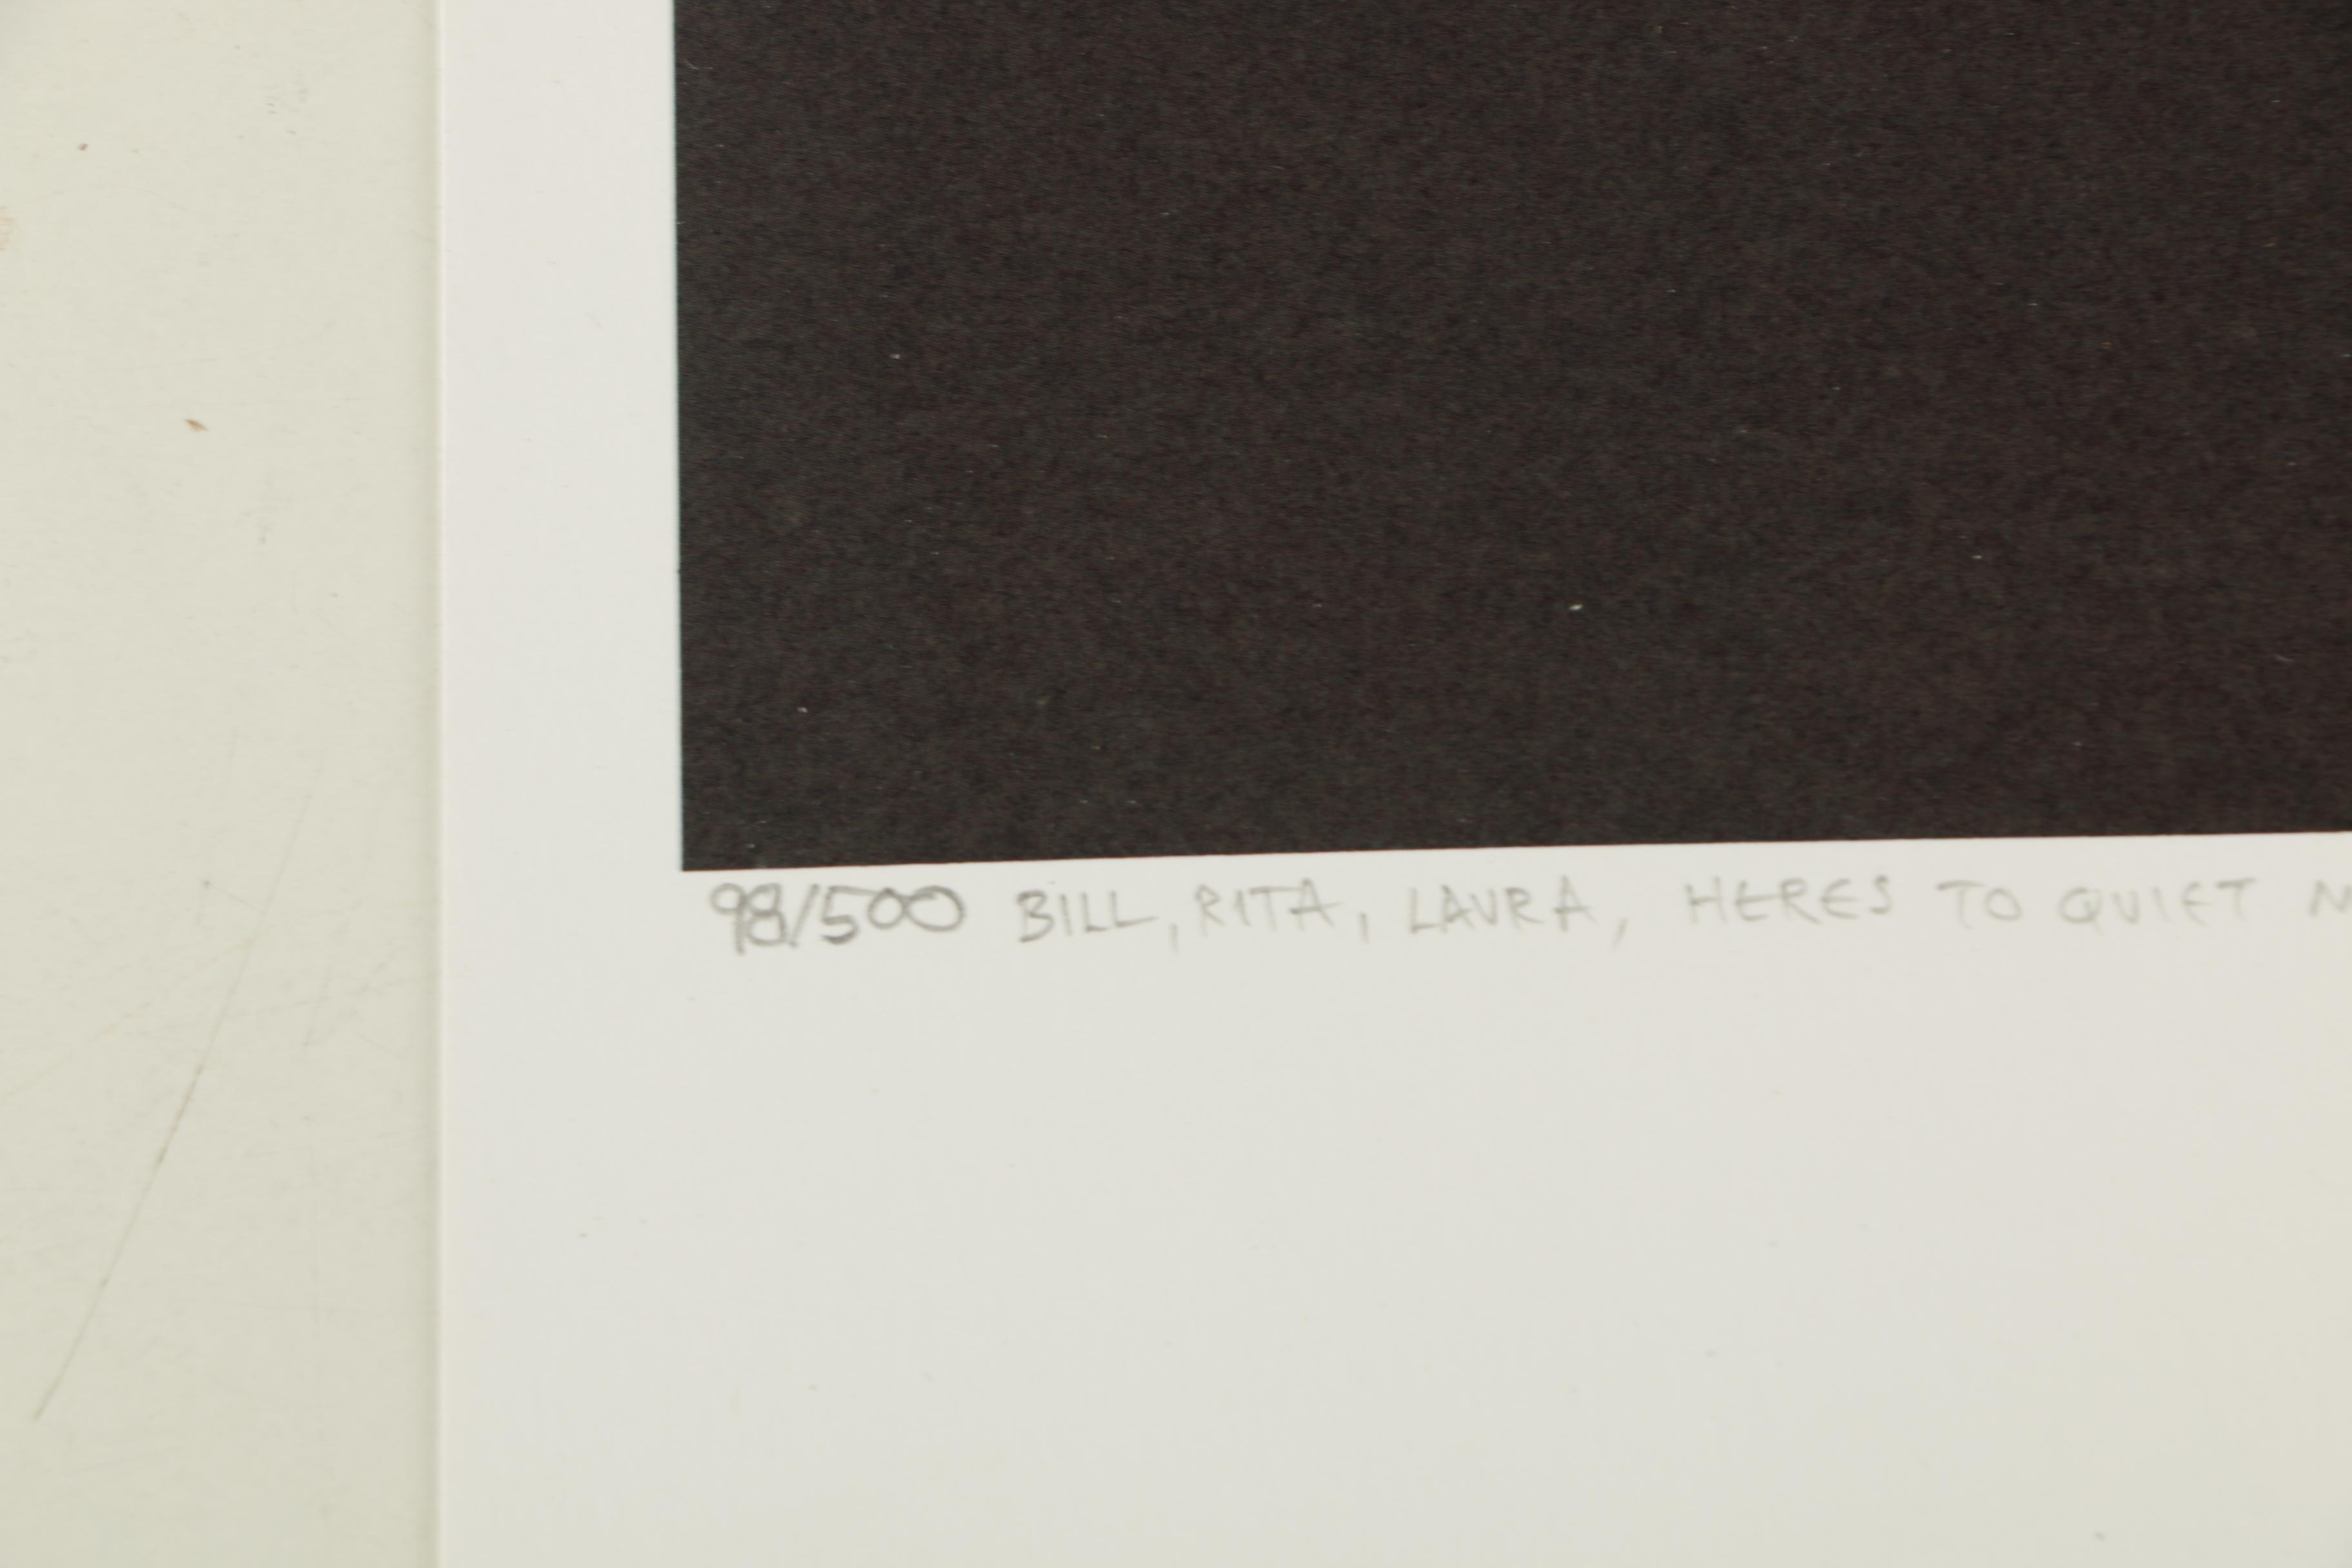 98/500 BILL, RITA, LAURA, HERES TO QUIET